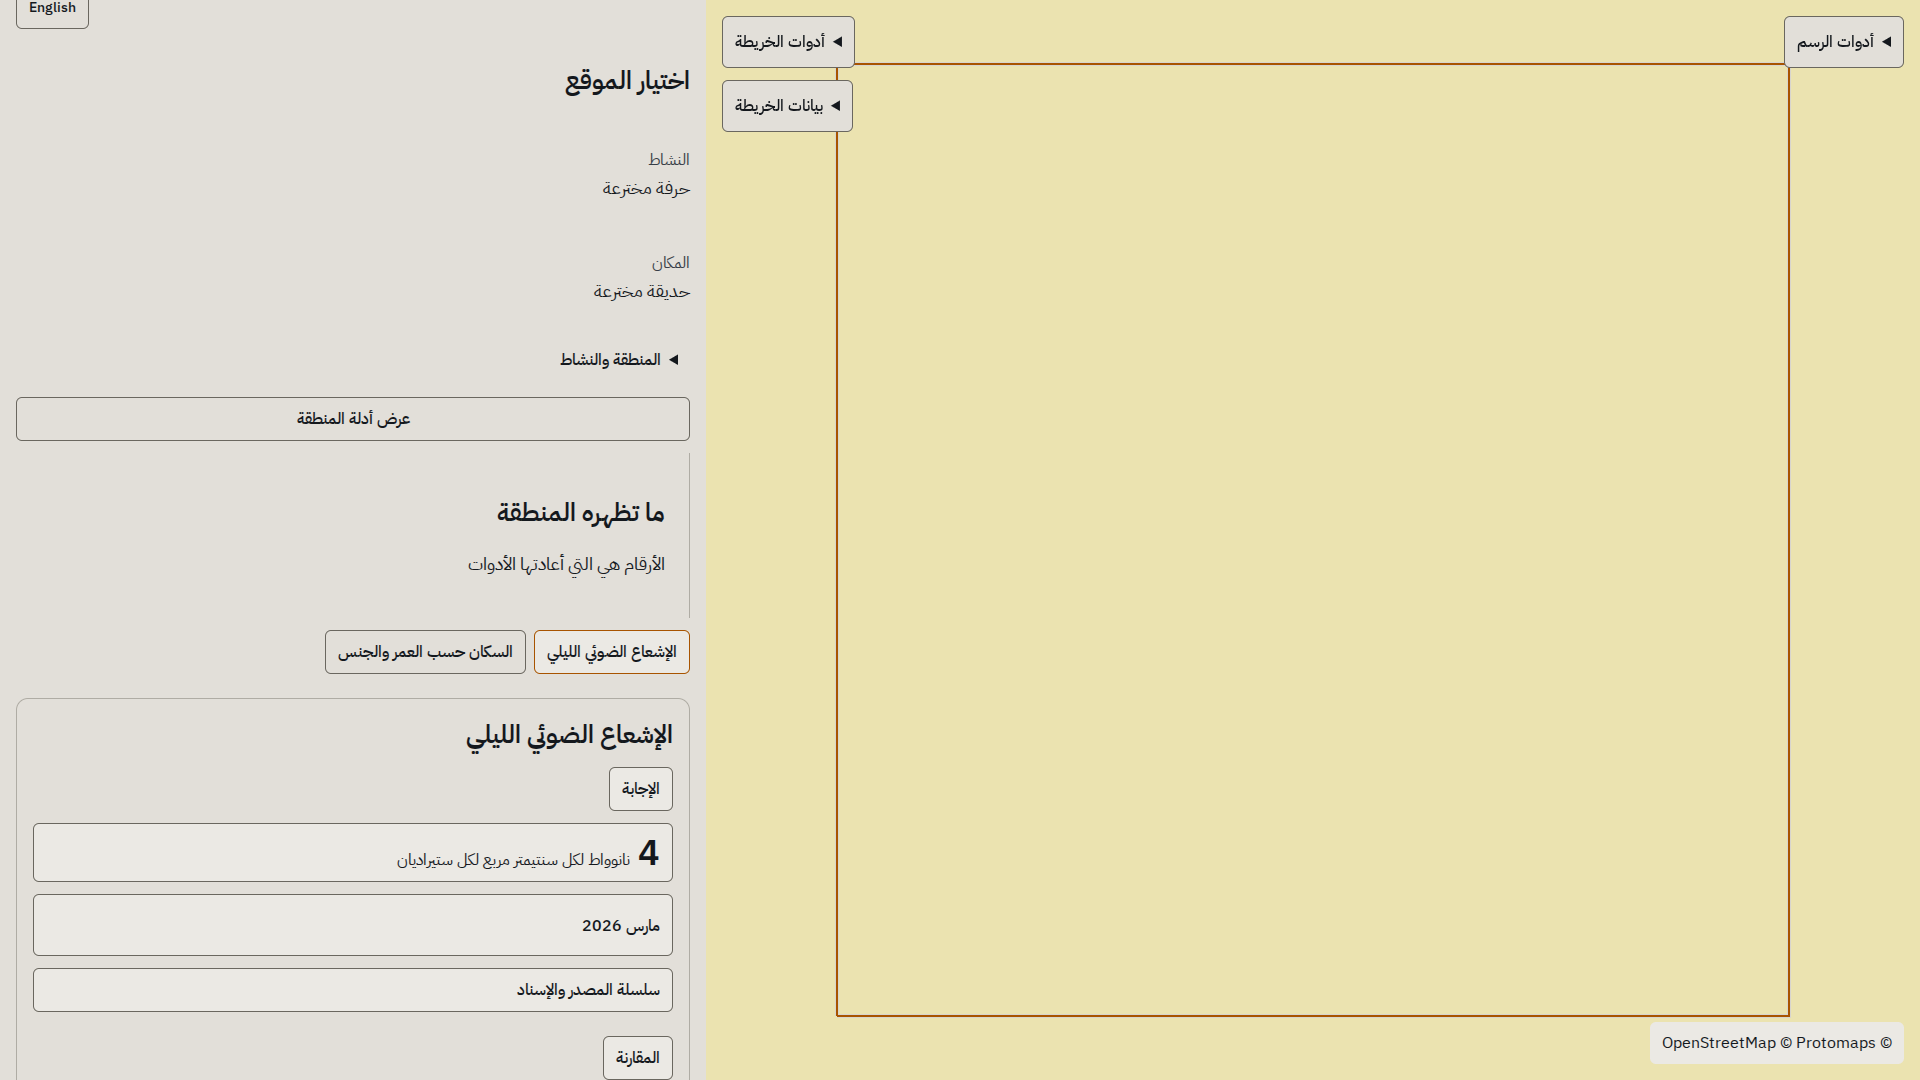 English
اختيار الموقع
النشاط
حرفة مخترعة
المكان
حديقة مخترعة
المنطقة والنشاط
عرض أدلة المنطقة
ما تظهره المنطقة
الأرقام هي التي أعادتها الأدوات
الإشعاع الضوئي الليلي
السكان حسب العمر والجنس
الإشعاع الضوئي الليلي
الإجابة
4 نانوواط لكل سنتيمتر مربع لكل ستيراديان
مارس 2026
سلسلة المصدر والإسناد
المقارنة
أدوات الخريطة
بيانات الخريطة
أدوات الرسم
OpenStreetMap © Protomaps ©